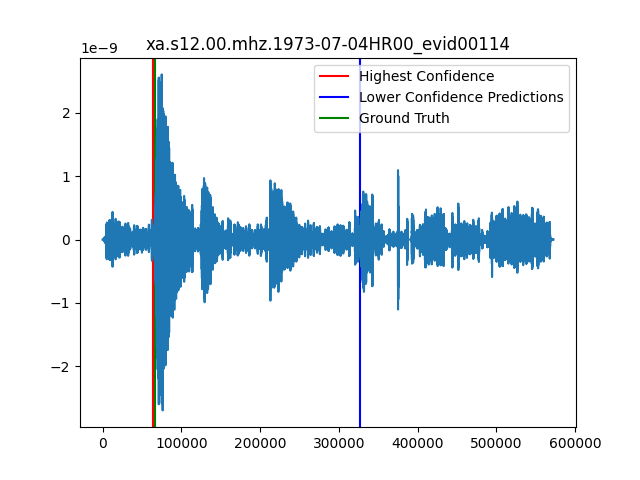 xa.s12.00.mhz.1973-07-04HR00_evid00114
1e−9
Highest Confidence
Lower Confidence Predictions
Ground Truth
2
1
0
−1
−2
0 100000 200000 300000 400000 500000 600000